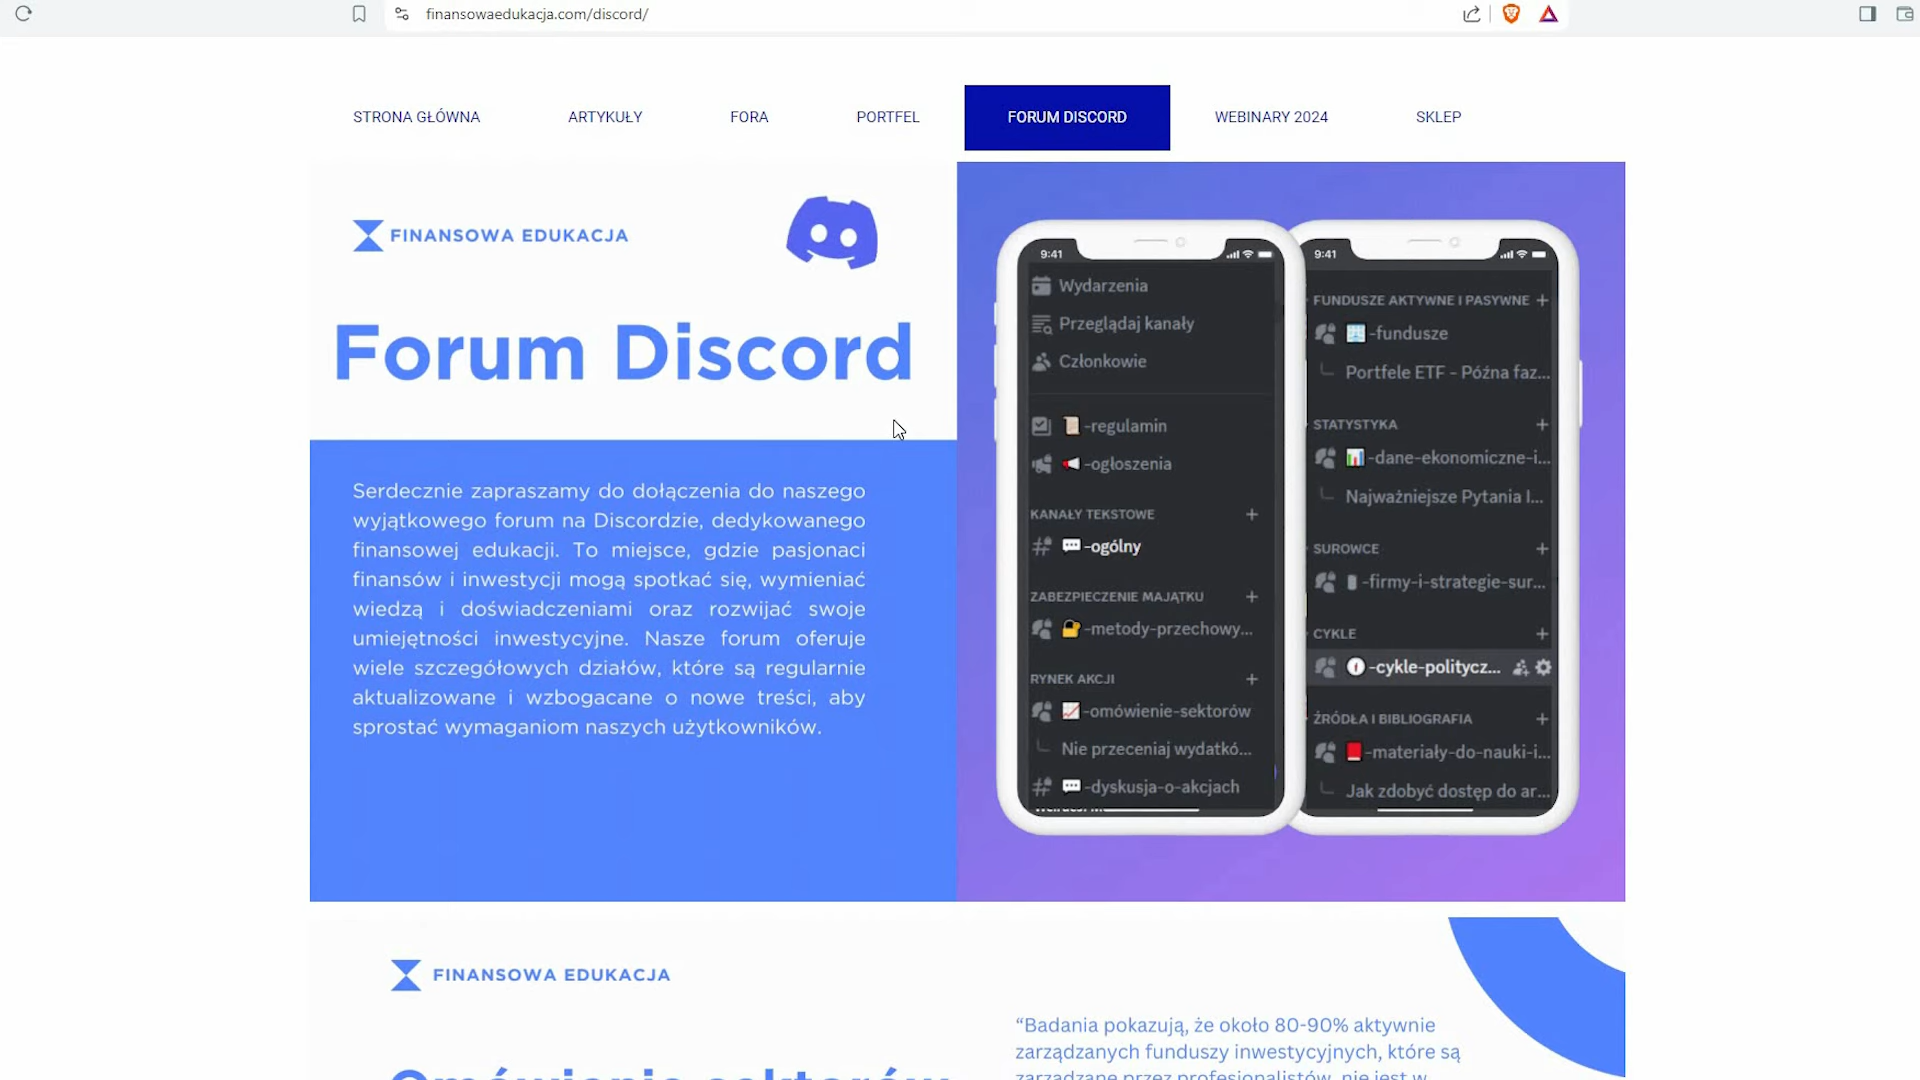 finansowaedukacja.com/discord/
STRONA GŁÓWNA
ARTYKUŁY
FORA
PORTFEL
FORUM DISCORD
WEBINARY 2024
SKLEP
FINANSOWA EDUKACJA
Forum Discord
Serdecznie zapraszamy do dołączenia do naszego
wyjątkowego forum na Discordzie, dedykowanego
finansowej edukacji. To miejsce, gdzie pasjonaci
finansów i inwestycji mogą spotkać się, wymieniać
wiedzą i doświadczeniami oraz rozwijać swoje
umiejętności inwestycyjne. Nasze forum oferuje
wiele szczegółowych działów, które są regularnie
aktualizowane i wzbogacane o nowe treści, aby
sprostać wymaganiom naszych użytkowników.
9:41
Wydarzenia
Przeglądaj kanały
Członkowie
-regulamin
-ogłoszenia
KANAŁY TEKSTOWE
-ogólny
ZABEZPIECZENIE MAJĄTKU
-metody-przechowy...
RYNEK AKCJI
-omówienie-sektorów
Nie przeceniaj wydatkó...
-dyskusja-o-akcjach
9:41
FUNDUSZE AKTYWNE I PASYWNE
-fundusze
Portfele ETF - Późna faz...
STATYSTYKA
-dane-ekonomiczne-i...
Najważniejsze Pytania I...
SUROWCE
-firmy-i-strategie-sur...
CYKLE
-cykle-politycz...
ŹRÓDŁA I BIBLIOGRAFIA
-materiały-do-nauki-i...
Jak zdobyć dostęp do ar...
FINANSOWA EDUKACJA
Omówienie sektorów
“Badania pokazują, że około 80-90% aktywnie
zarządzanych funduszy inwestycyjnych, które są
zarządzane przez profesjonalistów, nie jest w